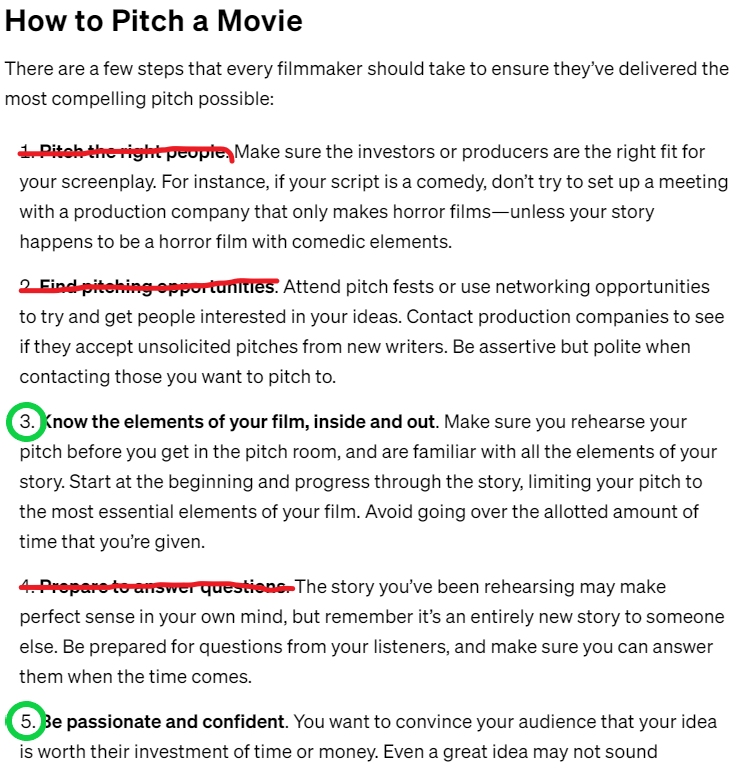 How to Pitch a Movie
There are a few steps that every filmmaker should take to ensure they’ve delivered the
most compelling pitch possible:
1. Pitch the right people. Make sure the investors or producers are the right fit for
your screenplay. For instance, if your script is a comedy, don’t try to set up a meeting
with a production company that only makes horror films—unless your story
happens to be a horror film with comedic elements.
2. Find pitching opportunities. Attend pitch fests or use networking opportunities
to try and get people interested in your ideas. Contact production companies to see
if they accept unsolicited pitches from new writers. Be assertive but polite when
contacting those you want to pitch to.
3. Know the elements of your film, inside and out. Make sure you rehearse your
pitch before you get in the pitch room, and are familiar with all the elements of your
story. Start at the beginning and progress through the story, limiting your pitch to
the most essential elements of your film. Avoid going over the allotted amount of
time that you’re given.
4. Prepare to answer questions. The story you’ve been rehearsing may make
perfect sense in your own mind, but remember it’s an entirely new story to someone
else. Be prepared for questions from your listeners, and make sure you can answer
them when the time comes.
5. Be passionate and confident. You want to convince your audience that your idea
is worth their investment of time or money. Even a great idea may not sound